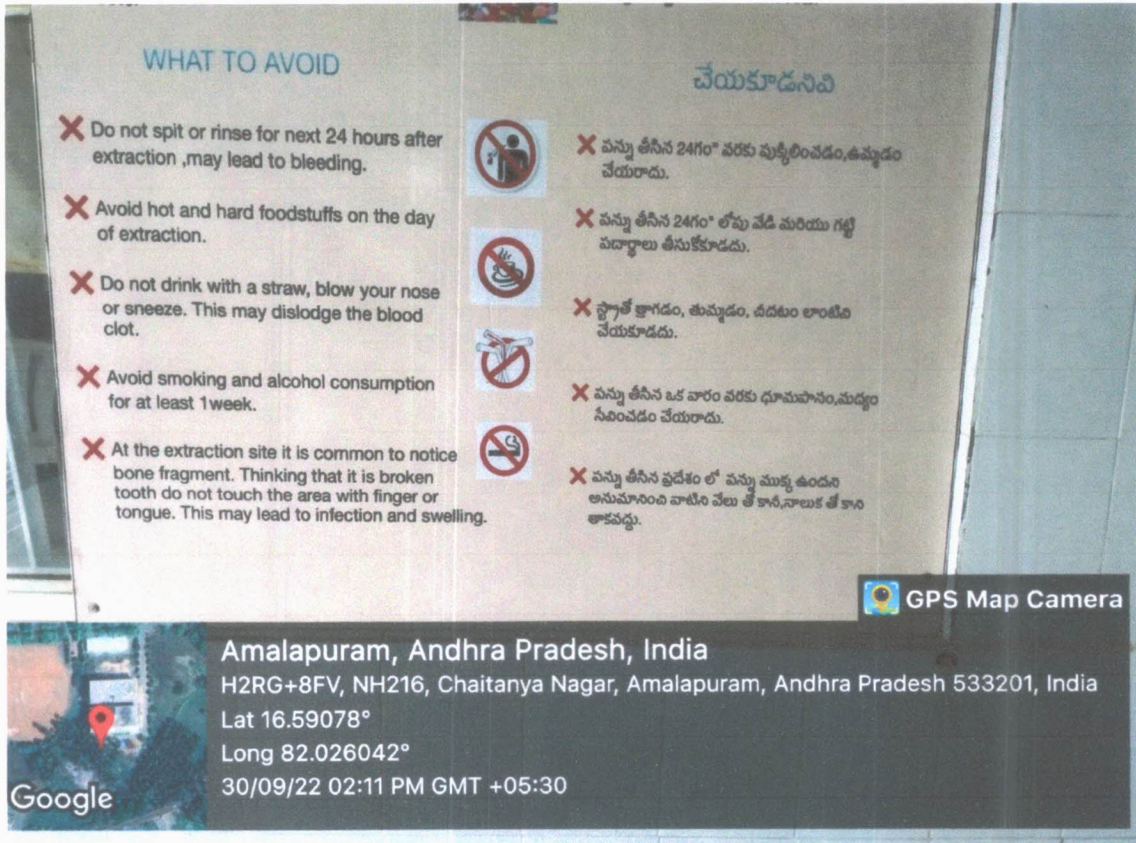 WHAT TO AVOID
Do not spit or rinse for next 24 hours after
extraction ,may lead to bleeding.
Avoid hot and hard foodstuffs on the day
of extraction.
Do not drink with a straw, blow your nose
or sneeze. This may dislodge the blood
clot.
Avoid smoking and alcohol consumption
for at least 1week.
At the extraction site it is common to notice
bone fragment. Thinking that it is broken
tooth do not touch the area with finger or
tongue. This may lead to infection and swelling.
చేయకూడనివి
పన్ను తీసిన 24గం" వరకు పుక్కిలించడం,ఉమ్మడం
చేయరాదు.
పన్ను తీసిన 24గం" లోపు వేడి మరియు గట్టి
పదార్థాలు తీసుకోకూడదు.
స్ట్రాతో త్రాగడం, తుమ్మడం, చీదటం లాంటివి
చేయకూడదు.
పన్ను తీసిన ఒక వారం వరకు ధూమపానం,మద్యం
సేవించడం చేయరాదు.
పన్ను తీసిన ప్రదేశం లో పన్ను ముక్క ఉందని
అనుమానించి వాటిని వేలు తో కానీ,నాలుక తో కాని
తాకవద్దు.
GPS Map Camera
Amalapuram, Andhra Pradesh, India
H2RG+8FV, NH216, Chaitanya Nagar, Amalapuram, Andhra Pradesh 533201, India
Lat 16.59078°
Long 82.026042°
30/09/22 02:11 PM GMT +05:30
Google